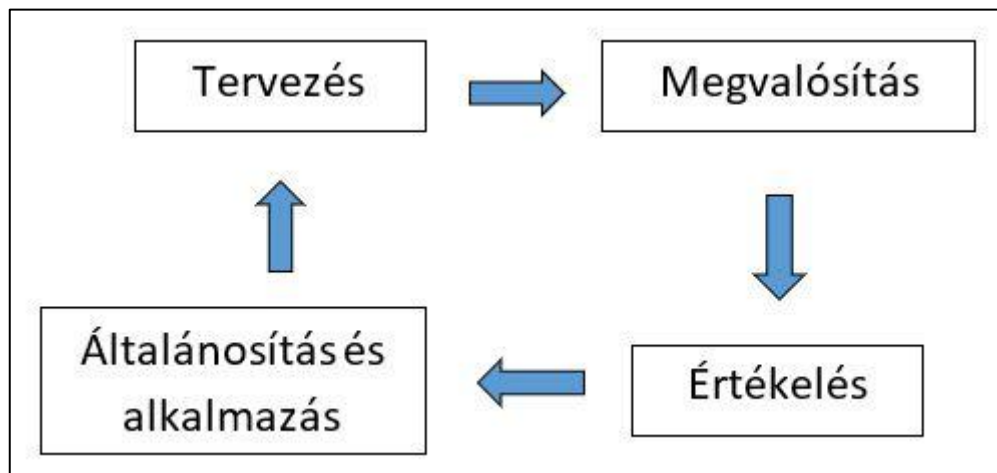 Tervezés
Megvalósítás
Értékelés
Általánosítás és
alkalmazás